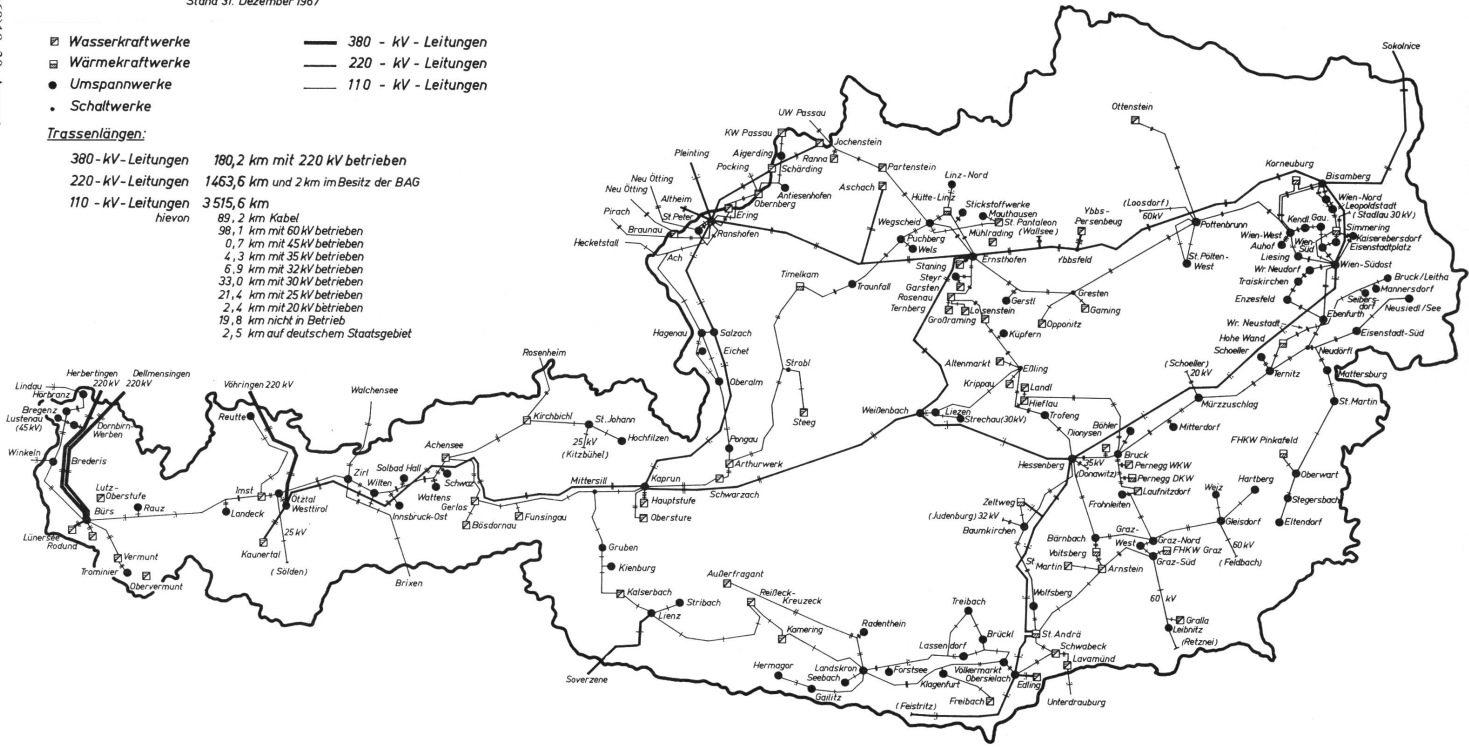 Stand 31. Dezember 1967
Wasserkraftwerke
Wärmekraftwerke
Umspannwerke
Schaltwerke
380 - kV - Leitungen
220 - kV - Leitungen
110 - kV - Leitungen
Trassenlängen:
380-kV-Leitungen 180,2 km mit 220 kV betrieben
220-kV-Leitungen 1463,6 km und 2 km im Besitz der BAG
110-kV-Leitungen 3515,6 km
hievon 89,2 km Kabel
98,1 km mit 60 kV betrieben
0,7 km mit 45 kV betrieben
4,3 km mit 35 kV betrieben
6,9 km mit 32 kV betrieben
33,0 km mit 30 kV betrieben
21,4 km mit 25 kV betrieben
2,4 km mit 20 kV betrieben
19,8 km nicht in Betrieb
2,5 km auf deutschem Staatsgebiet
Sokolnice
UW Passau
KW Passau
Jochenstein
Aigerding
Ranna
Schärding
Pleinting
Pocking
Antiesenhofen
Neu Ötting
Neu Ötting
Altheim
Obernberg
Ering
Pirach
St. Peter
Braunau
Ranshofen
Hecketstall
Ach
Partenstein
Aschach
Linz-Nord
Hütte-Linz
Stickstoffwerke
Mauthausen
St. Pantaleon
(Wallsee)
Wegscheid
Mühlrading
Puchberg
Wels
Ybbs-
Persenbeug
Ybbsfeld
Ernsthofen
Ottenstein
(Loosdorf)
60kV
Pottenbrunn
St. Pölten-
West
Korneuburg
Bisamberg
Wien-Nord
Leopoldstadt
(Stadlau 30 kV)
Kendl.
Gau.
Simmering
Kaiserebersdorf
Eisenstadtplatz
Wien-West
Wien-
Süd
Auhof
Liesing
Wien-Südost
Wr. Neudorf
Traiskirchen
Bruck/Leitha
Mannersdorf
Seibers-
dorf
Neusiedl/See
Enzesfeld
Ebenfurth
Wr. Neustadt
Eisenstadt-Süd
Hohe Wand
Neudörfl
Schoeller
Ternitz
Mattersburg
(Schoeller)
20 kV
St. Martin
Mürzzuschlag
Mitterdorf
FHKW Pinkafeld
Oberwart
Stegersbach
Eltendorf
Timelkam
Traunfall
Staning
Steyr
Garsten
Rosenau
Ternberg
Losenstein
Großraming
Gerstl
Gresten
Gaming
Opponitz
Küpfern
Altenmarkt
Eßling
Krippau
Landl
Hieflau
Trofeng
Weißenbach
Liezen
Strechau(30kV)
Hagenau
Salzach
Eichet
Strobl
Oberalm
Steeg
Pongau
Arthurwerk
Schwarzach
Herbertingen
220 kV
Dellmensingen
220 kV
Lindau
Hörbranz
Bregenz
Lustenau
(45 kV)
Dornbirn-
Werben
Winkeln
Brederis
Lutz-
Oberstufe
Bürs
Rauz
Lünersee
Rodund
Vermunt
Trominier
Obervermunt
Vöhringen 220 kV
Reutte
Walchensee
Rosenheim
Imst
Landeck
Ötztal
Westtirol
25 kV
Kaunertal
(Sölden)
Zirl
Wilten
Solbad Hall
Innsbruck-Ost
Wattens
Schwaz
Achensee
Gerlos
Bösdornau
Funsingau
Brixen
Kirchbichl
St. Johann
25 kV
(Kitzbühel)
Hochfilzen
Mittersill
Kaprun
Hauptstufe
Oberstufe
Gruben
Kienburg
Kalserbach
Lienz
Stribach
Soverzene
Außerfragant
Reißeck-
Kreuzeck
Kamering
Radenthein
Hermagor
Landskron
Seebach
Gailitz
Forstsee
Klagenfurt
Freibach
(Feistritz)
Treibach
Lassendorf
Brückl
Völkermarkt
Obersielach
Edling
St. Andrä
Schwabeck
Lavamünd
Unterdrauburg
Wolfsberg
Hessenberg
35 kV
(Donawitz)
Dionysen
Böhler
Bruck
Pernegg WKW
Pernegg DKW
Laufnitzdorf
Frohnleiten
Zeltweg
(Judenburg) 32 kV
Baumkirchen
Bärnbach
Voitsberg
St.
Martin
Arnstein
Graz-
West
Graz-Nord
FHKW Graz
Graz-Süd
Weiz
Hartberg
Gleisdorf
60 kV
(Feldbach)
60 kV
Gralla
Leibnitz
(Retznei)